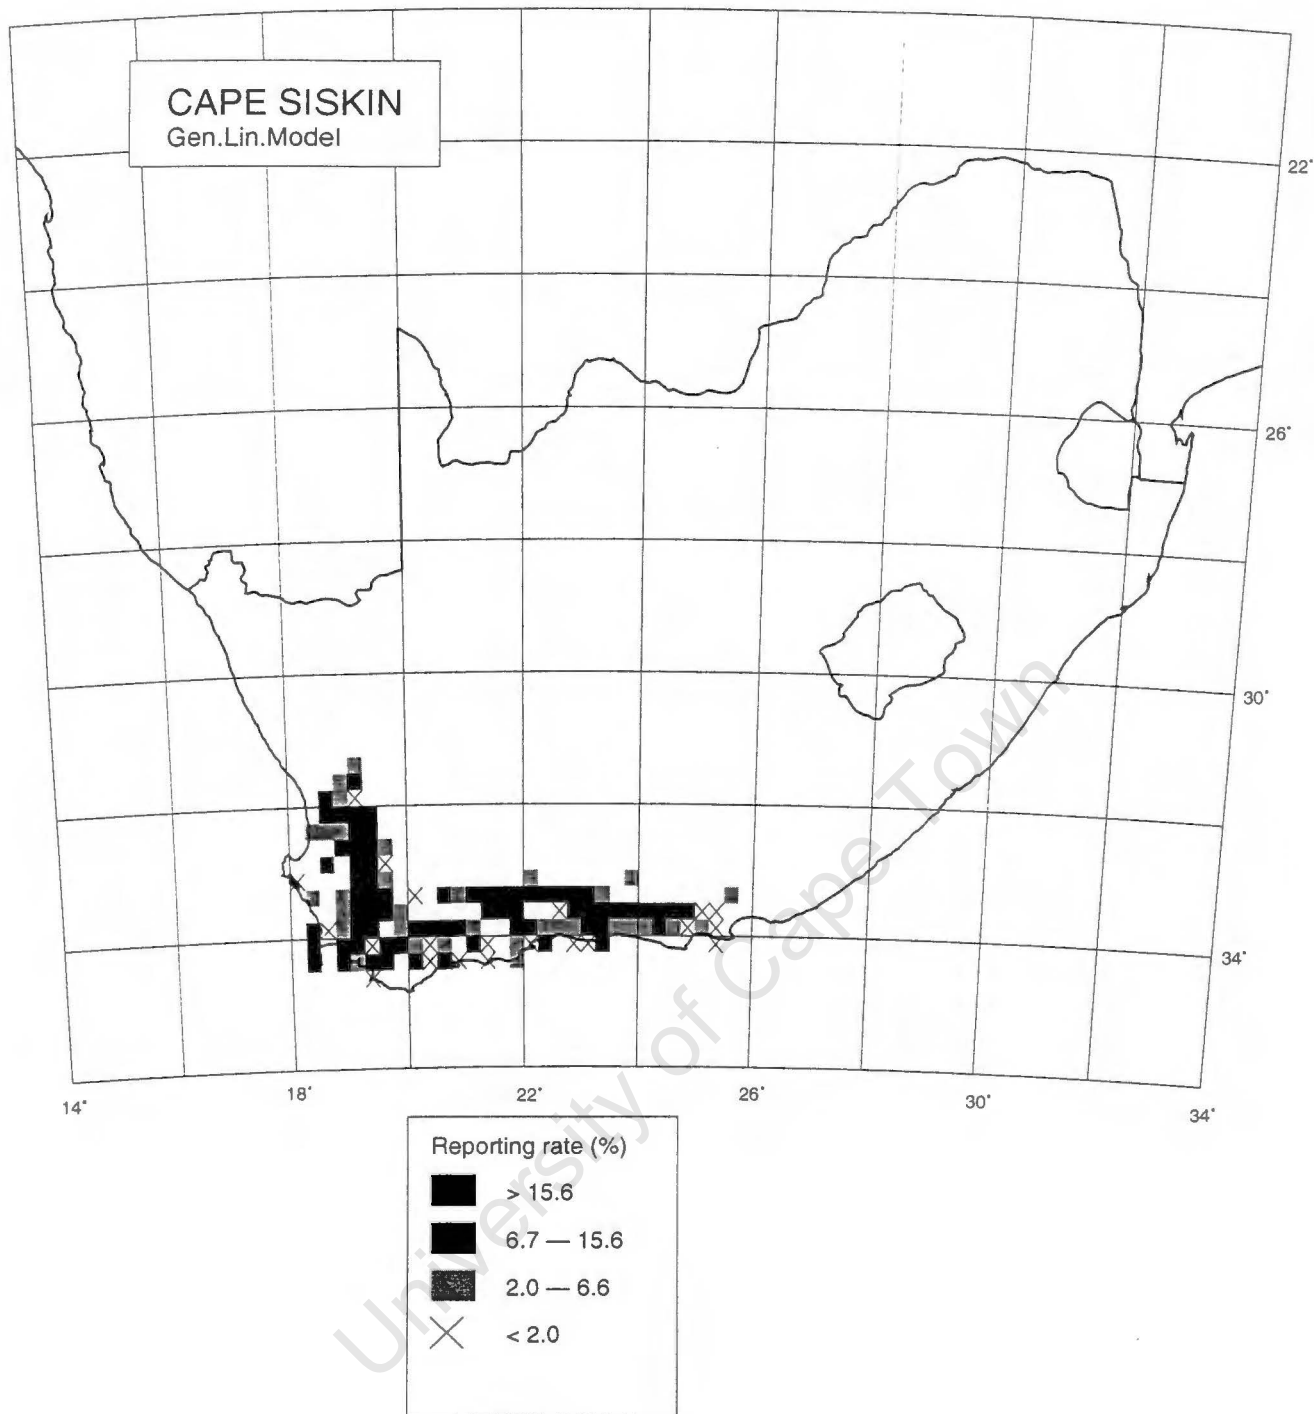 CAPE SISKIN
Gen.Lin.Model
22°
26°
30°
34°
14°
18°
22°
26°
30°
34°
Reporting rate (%)
> 15.6
6.7 — 15.6
2.0 — 6.6
< 2.0
University of Cape Town